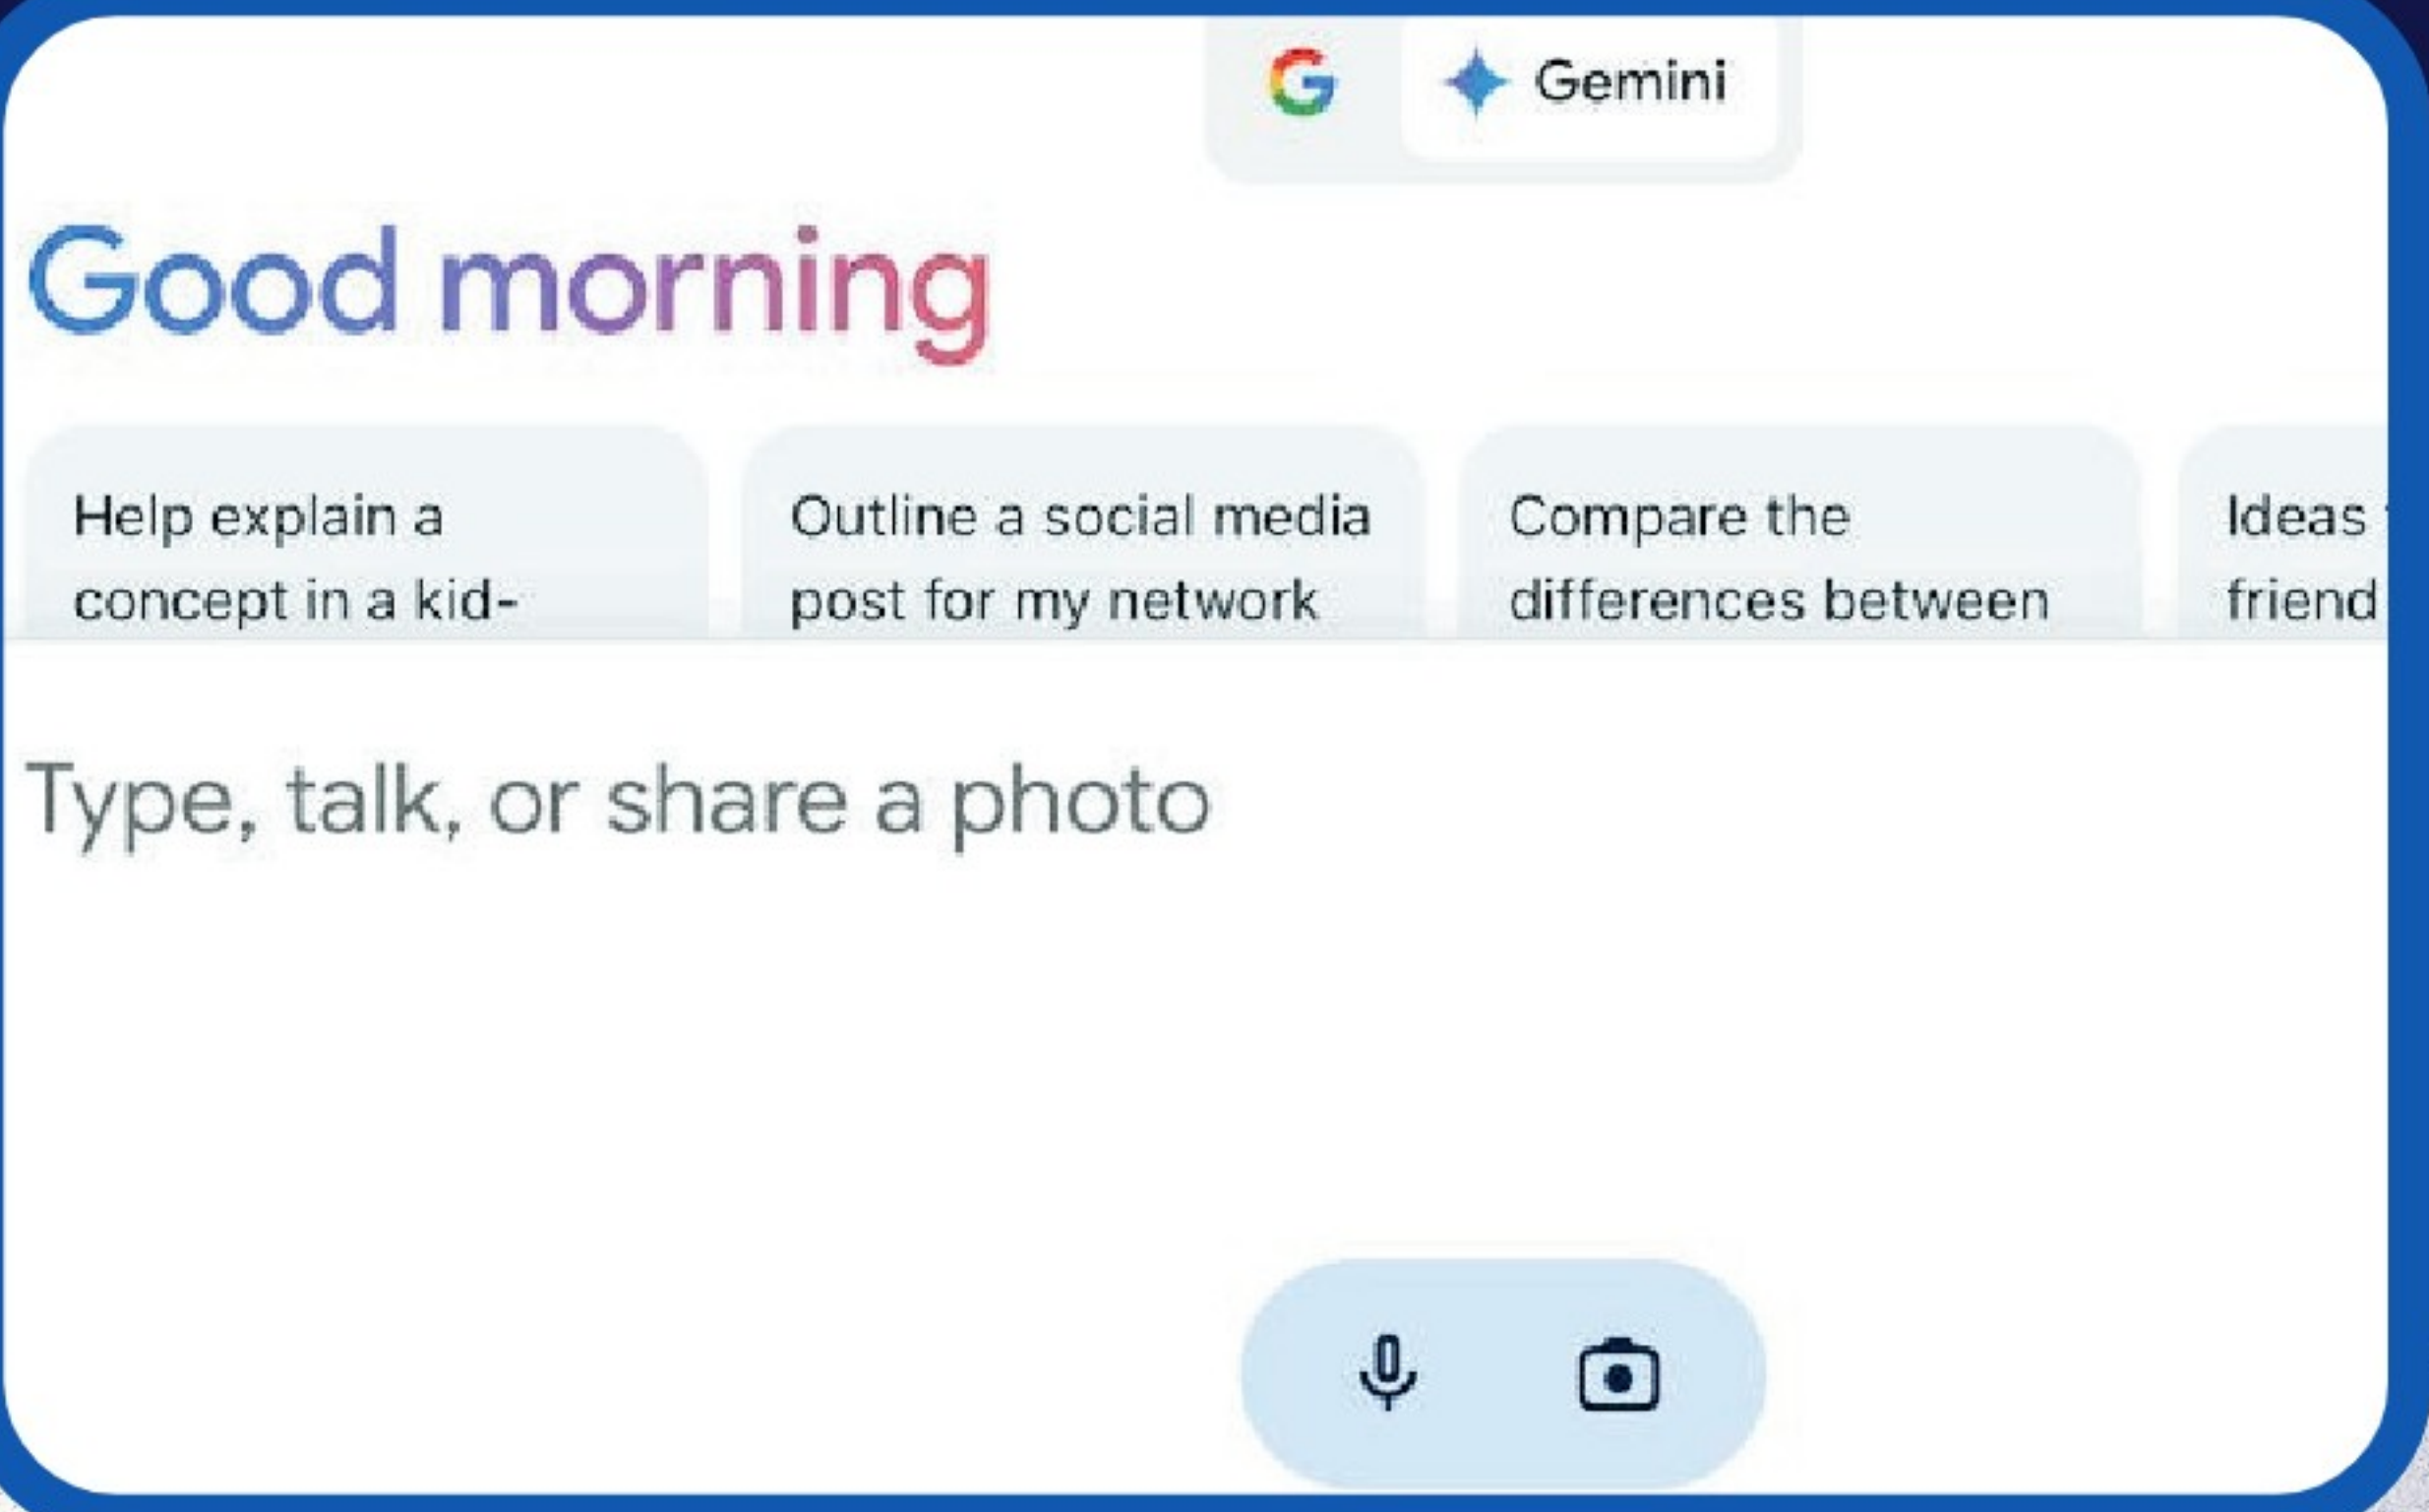 G Gemini
Good morning
Help explain a
concept in a kid-
Outline a social media
post for my network
Compare the
differences between
Ideas
friend
Type, talk, or share a photo